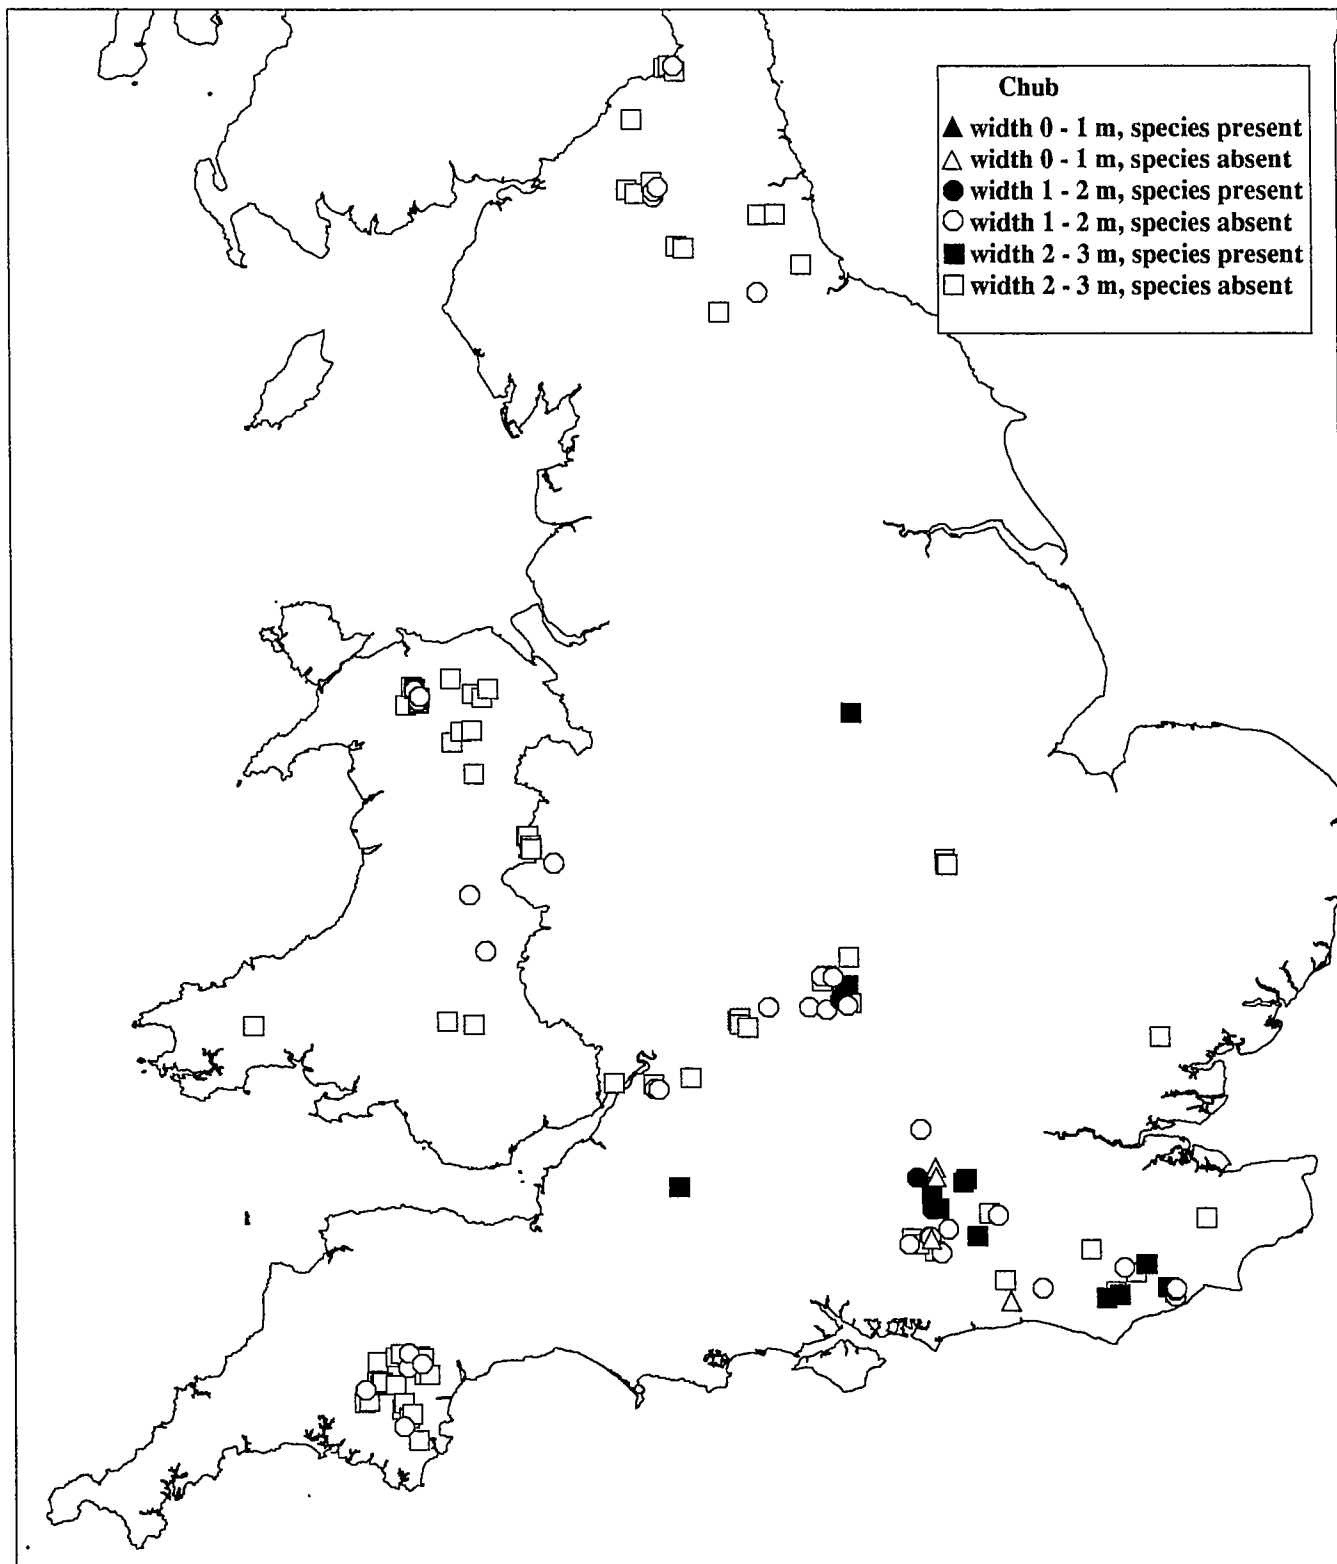 Chub
width 0 - 1 m, species present
width 0 - 1 m, species absent
width 1 - 2 m, species present
width 1 - 2 m, species absent
width 2 - 3 m, species present
width 2 - 3 m, species absent